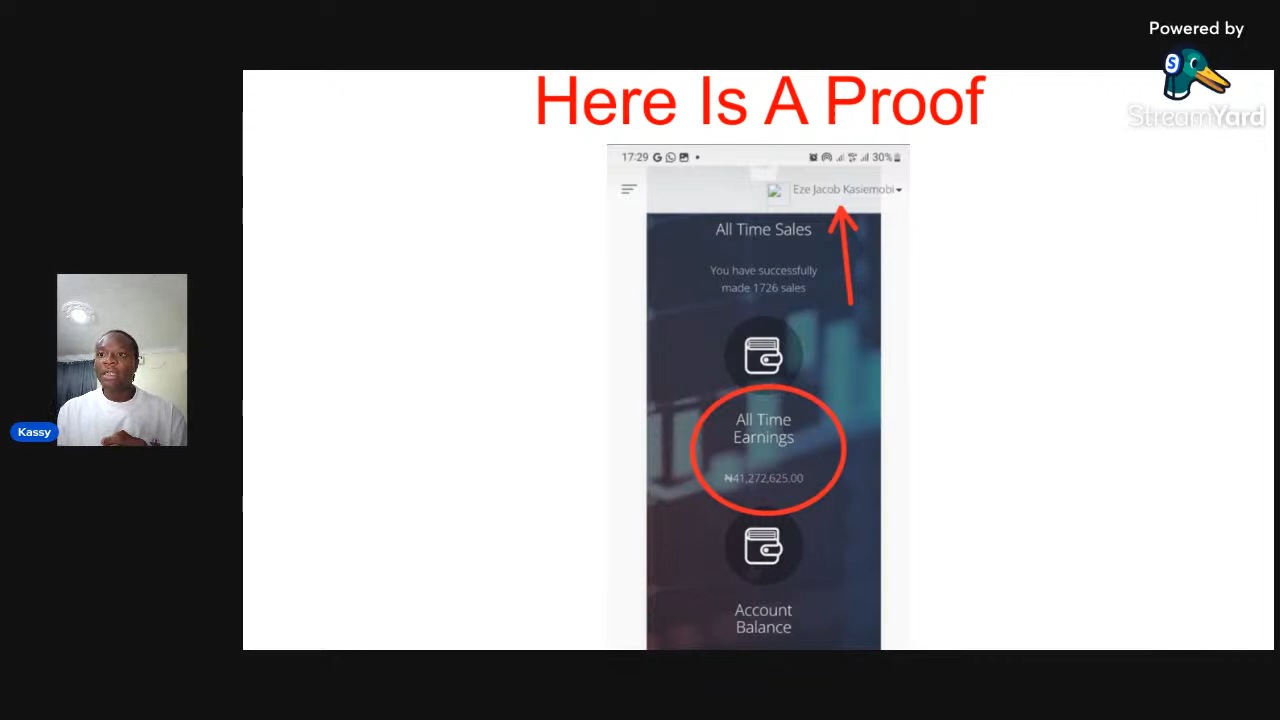 Powered by
StreamYard
Here Is A Proof
17:29
30%
Eze Jacob Kasiemobi
All Time Sales
You have successfully
made 1726 sales
All Time
Earnings
₦41,272,625.00
Account
Balance
Kassy